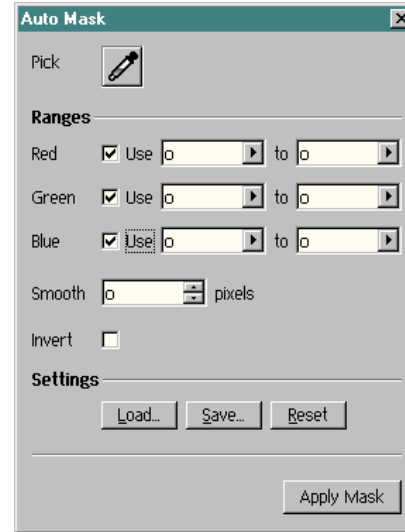 Auto Mask
Pick
Ranges
Red Use 0 to 0
Green Use 0 to 0
Blue Use 0 to 0
Smooth 0 pixels
Invert
Settings
Load... Save... Reset
Apply Mask